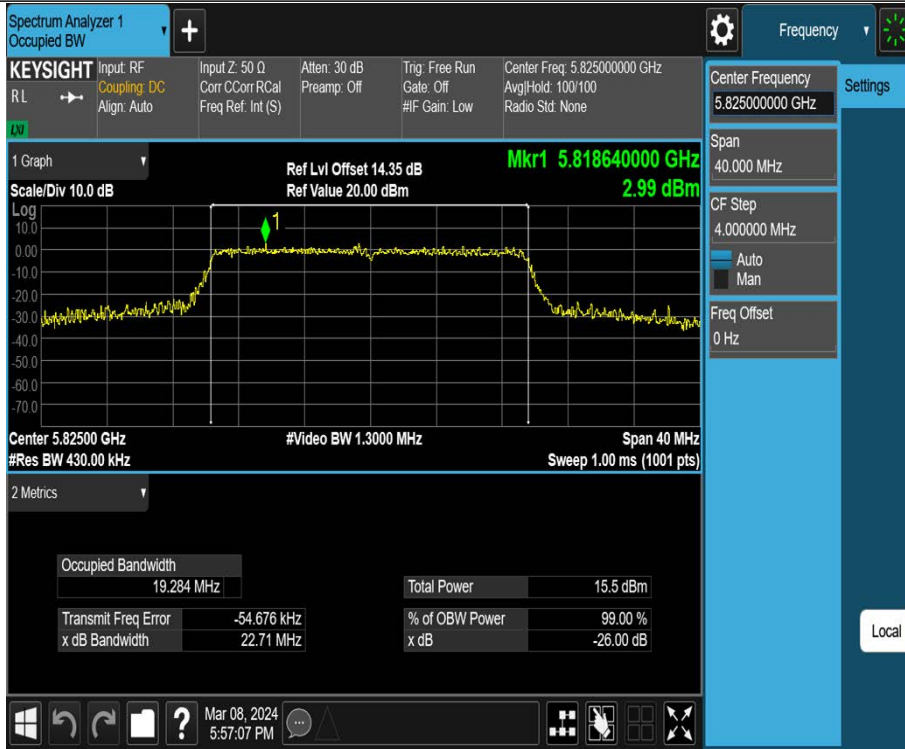 Spectrum Analyzer 1
Occupied BW
+
Frequency
KEYSIGHT
R L
LXI
Input: RF
Coupling: DC
Align: Auto
Input Z: 50 Ω
Corr CCorr RCal
Freq Ref: Int (S)
Atten: 30 dB
Preamp: Off
Trig: Free Run
Gate: Off
#IF Gain: Low
Center Freq: 5.825000000 GHz
Avg|Hold: 100/100
Radio Std: None
Center Frequency
5.825000000 GHz
Settings
Span
40.000 MHz
CF Step
4.000000 MHz
Auto
Man
Freq Offset
0 Hz
Local
1 Graph
Scale/Div 10.0 dB
Ref Lvl Offset 14.35 dB
Ref Value 20.00 dBm
Mkr1 5.818640000 GHz
2.99 dBm
Log
1
10.0
0.00
-10.0
-20.0
-30.0
-40.0
-50.0
-60.0
-70.0
Center 5.82500 GHz
#Video BW 1.3000 MHz
Span 40 MHz
#Res BW 430.00 kHz
Sweep 1.00 ms (1001 pts)
2 Metrics
Occupied Bandwidth
19.284 MHz
Total Power 15.5 dBm
Transmit Freq Error -54.676 kHz
% of OBW Power 99.00 %
x dB Bandwidth 22.71 MHz
x dB -26.00 dB
?
Mar 08, 2024
5:57:07 PM